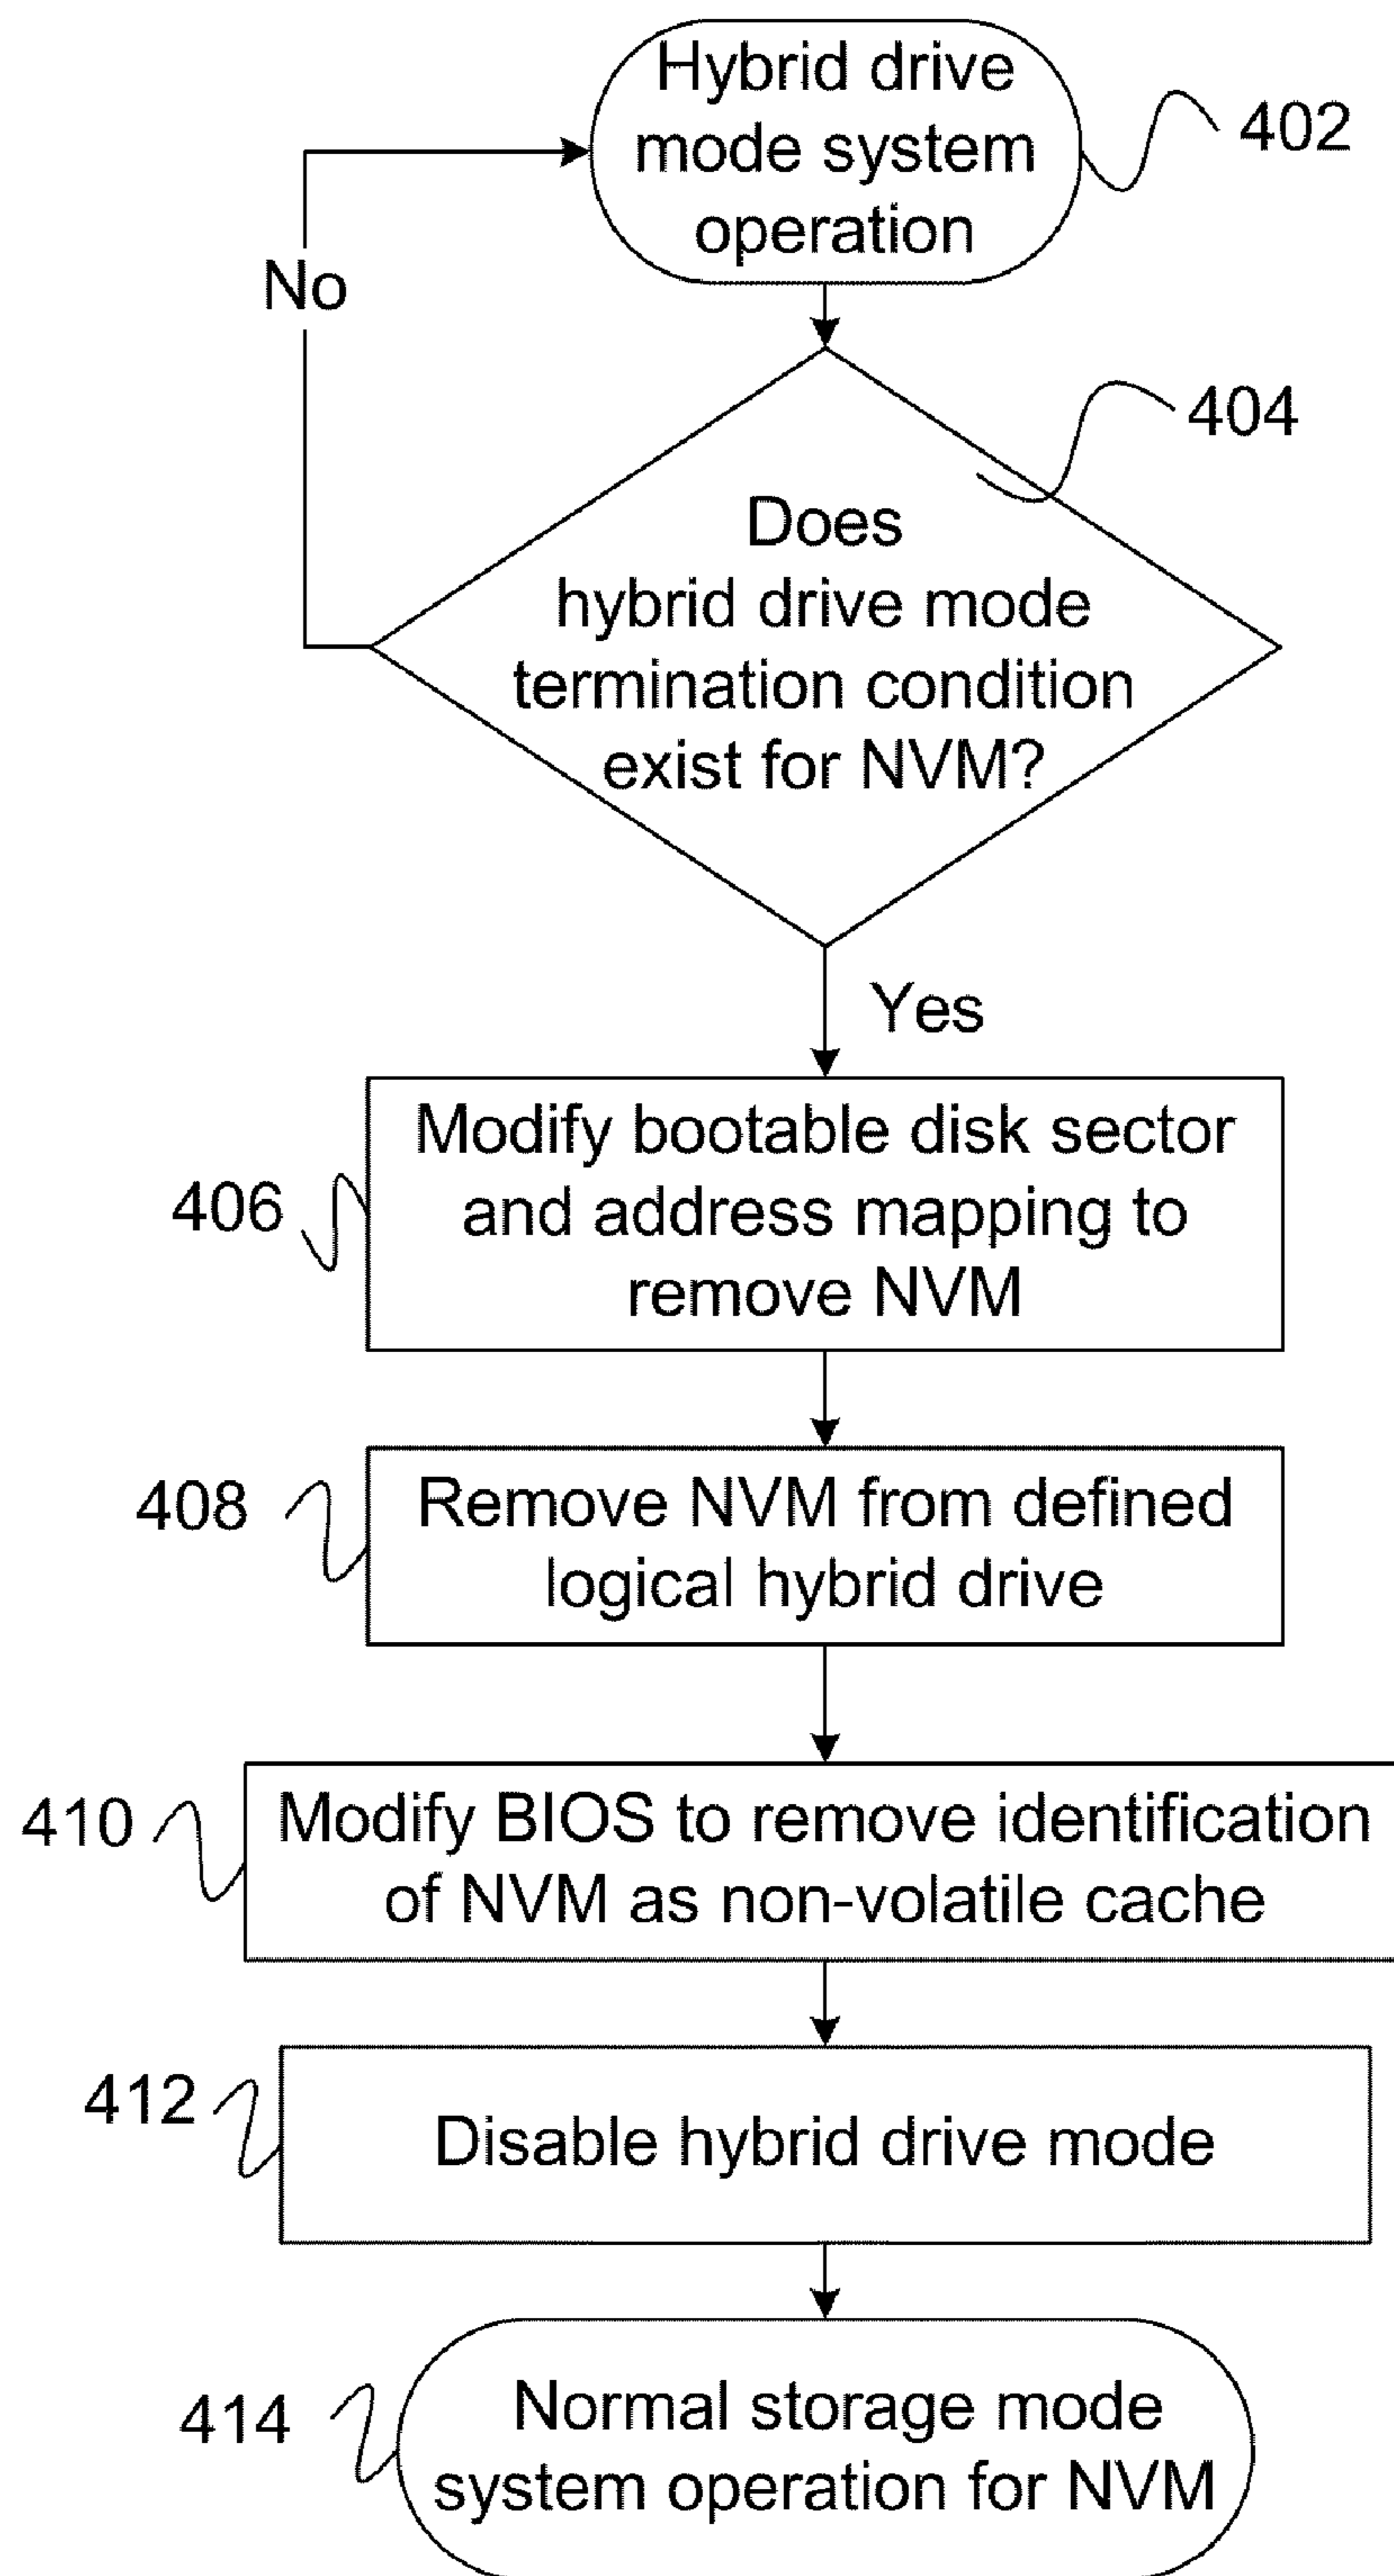 Hybrid drive
mode system
operation
402
No
404
Does
hybrid drive mode
termination condition
exist for NVM?
Yes
Modify bootable disk sector
and address mapping to
remove NVM
406
Remove NVM from defined
logical hybrid drive
408
Modify BIOS to remove identification
of NVM as non-volatile cache
410
412
Disable hybrid drive mode
Normal storage mode
system operation for NVM
414